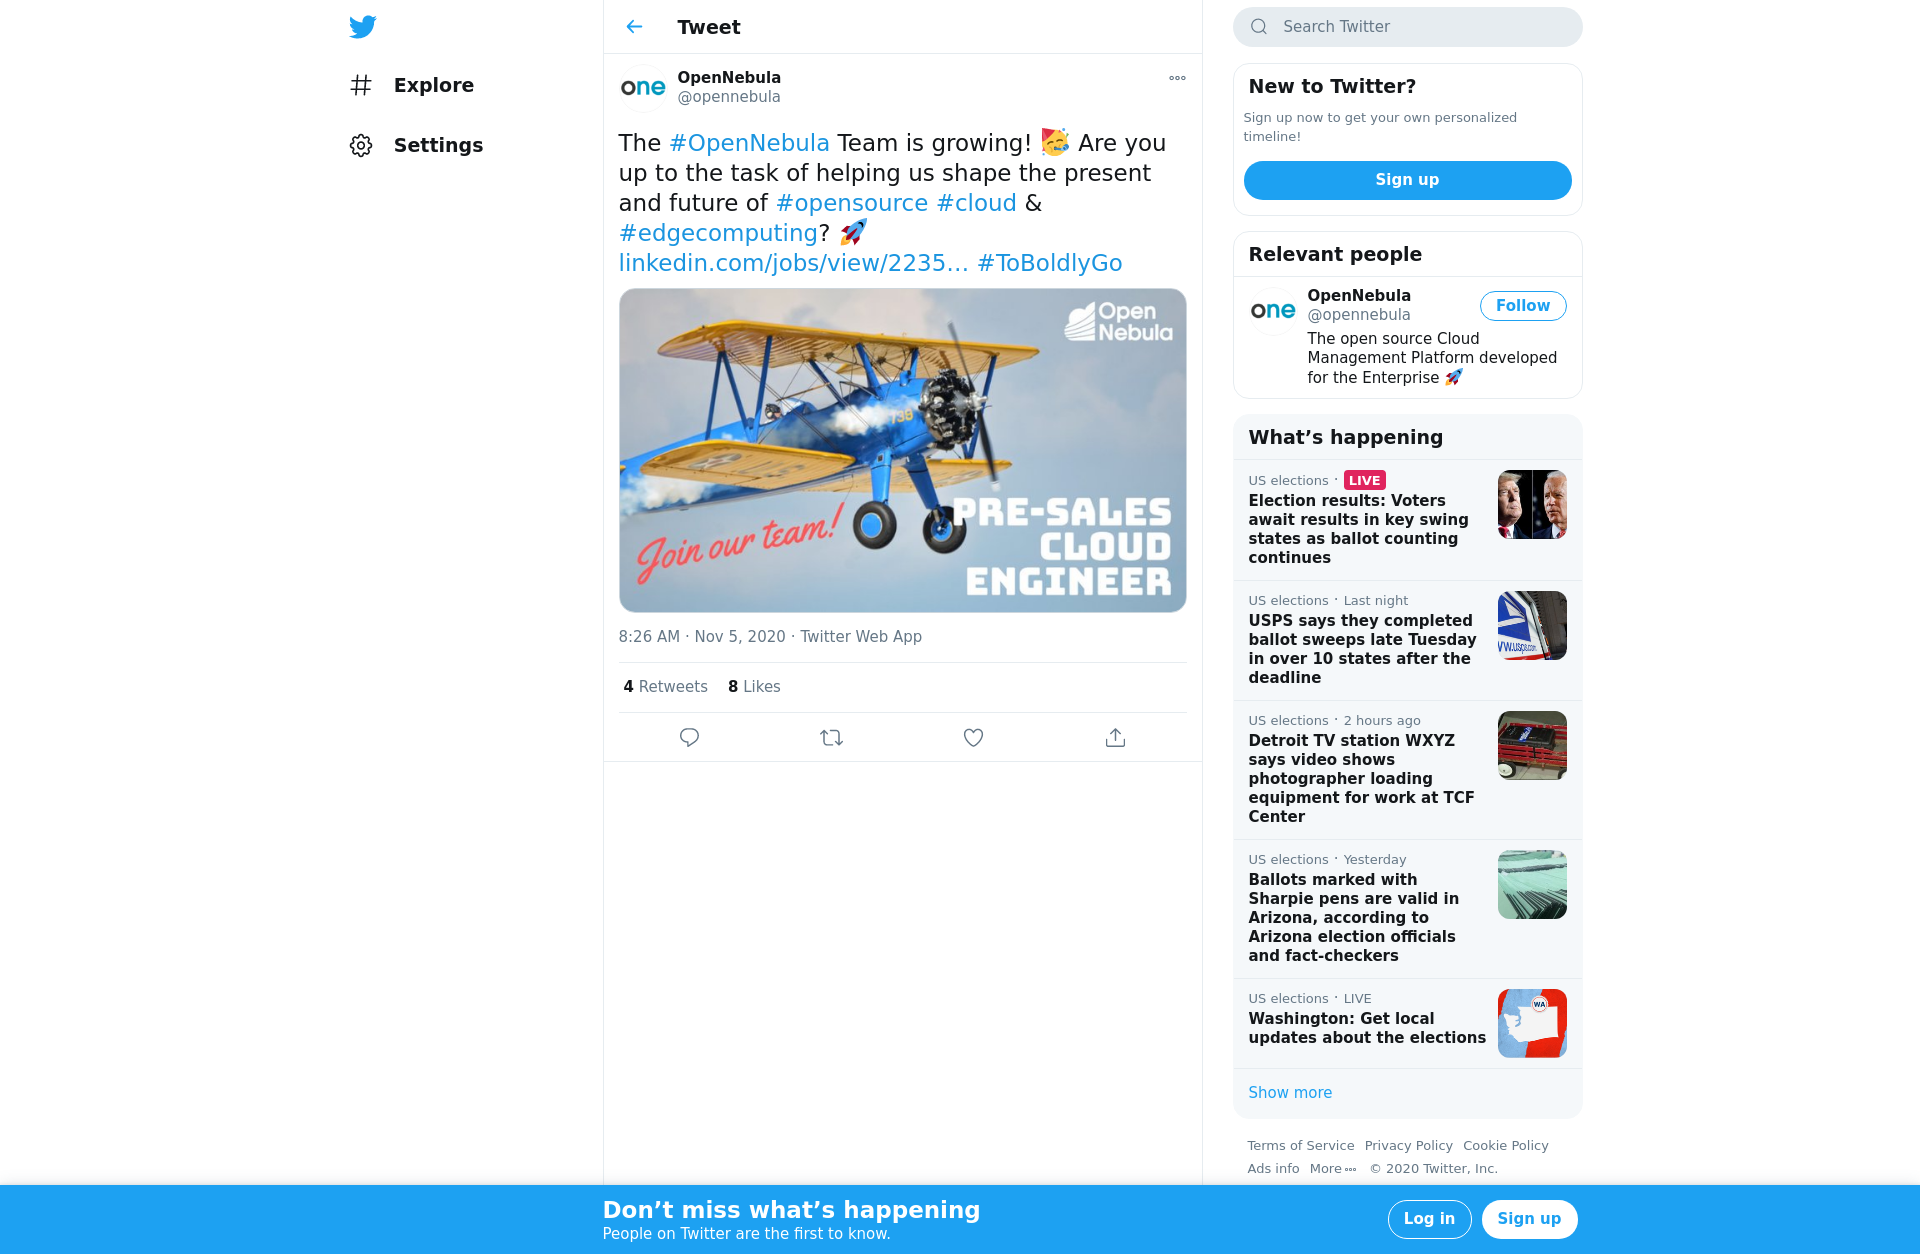 Explore
Settings
Tweet
one
OpenNebula
@opennebula
The #OpenNebula Team is growing! 🥳 Are you
up to the task of helping us shape the present
and future of #opensource #cloud &
#edgecomputing? 🚀
linkedin.com/jobs/view/2235... #ToBoldlyGo
Open
Nebula
739
US
Join our team!
PRE-SALES
CLOUD
ENGINEER
8:26 AM · Nov 5, 2020 · Twitter Web App
4 Retweets 8 Likes
Search Twitter
New to Twitter?
Sign up now to get your own personalized
timeline!
Sign up
Relevant people
one
OpenNebula
@opennebula
Follow
The open source Cloud
Management Platform developed
for the Enterprise 🚀
What’s happening
US elections · LIVE
Election results: Voters
await results in key swing
states as ballot counting
continues
US elections · Last night
USPS says they completed
ballot sweeps late Tuesday
in over 10 states after the
deadline
US elections · 2 hours ago
Detroit TV station WXYZ
says video shows
photographer loading
equipment for work at TCF
Center
US elections · Yesterday
Ballots marked with
Sharpie pens are valid in
Arizona, according to
Arizona election officials
and fact-checkers
US elections · LIVE
Washington: Get local
updates about the elections
WA
Show more
Terms of Service Privacy Policy Cookie Policy
Ads info More © 2020 Twitter, Inc.
Don’t miss what’s happening
People on Twitter are the first to know.
Log in
Sign up